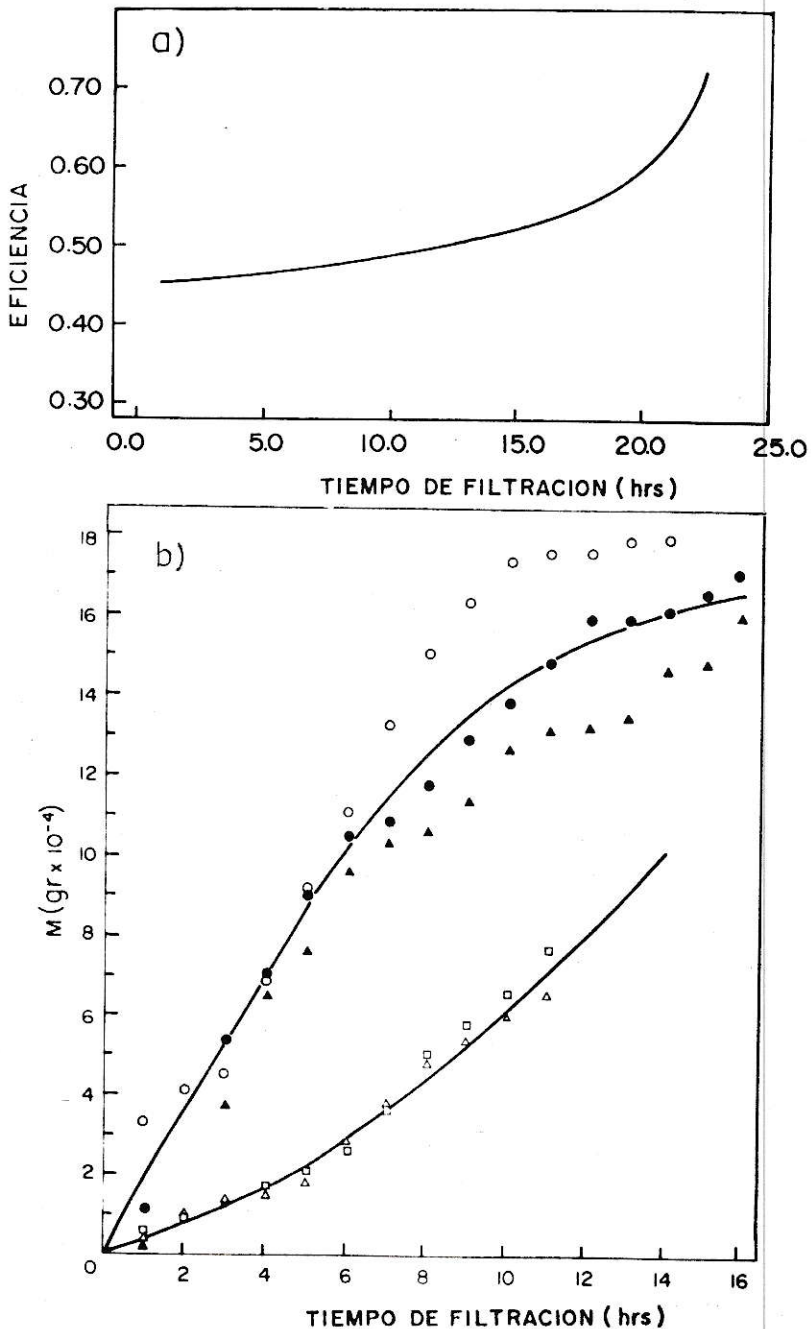 a)
0.70
0.60
0.50
0.40
0.30
EFICIENCIA
0.0 5.0 10.0 15.0 20.0 25.0
TIEMPO DE FILTRACION (hrs)
b)
18
16
14
12
10
8
6
4
2
0
M (gr x 10⁻⁴)
2 4 6 8 10 12 14 16
TIEMPO DE FILTRACION (hrs)